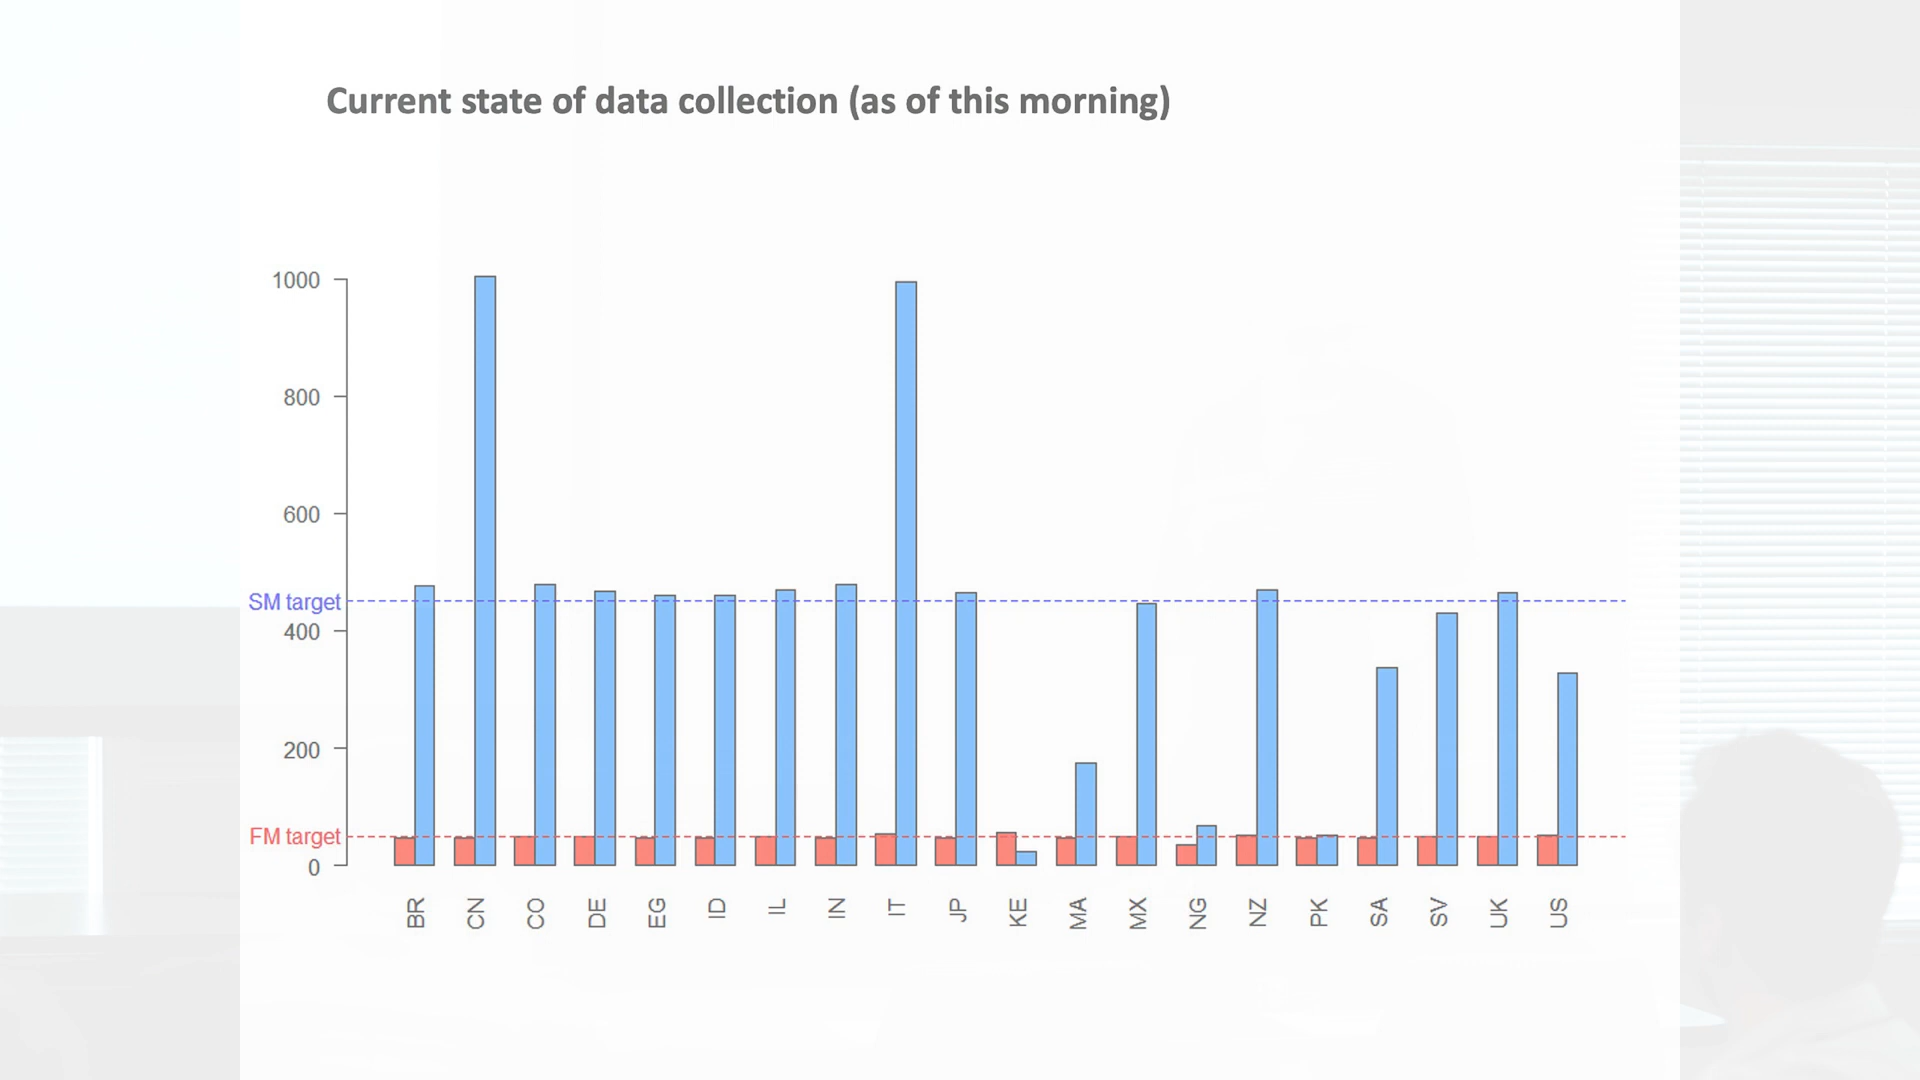 Current state of data collection (as of this morning)
1000
800
600
SM target
400
200
FM target
0
BR CN CO DE EG ID IL IN IT JP KE MA MX NG NZ PK SA SV UK US